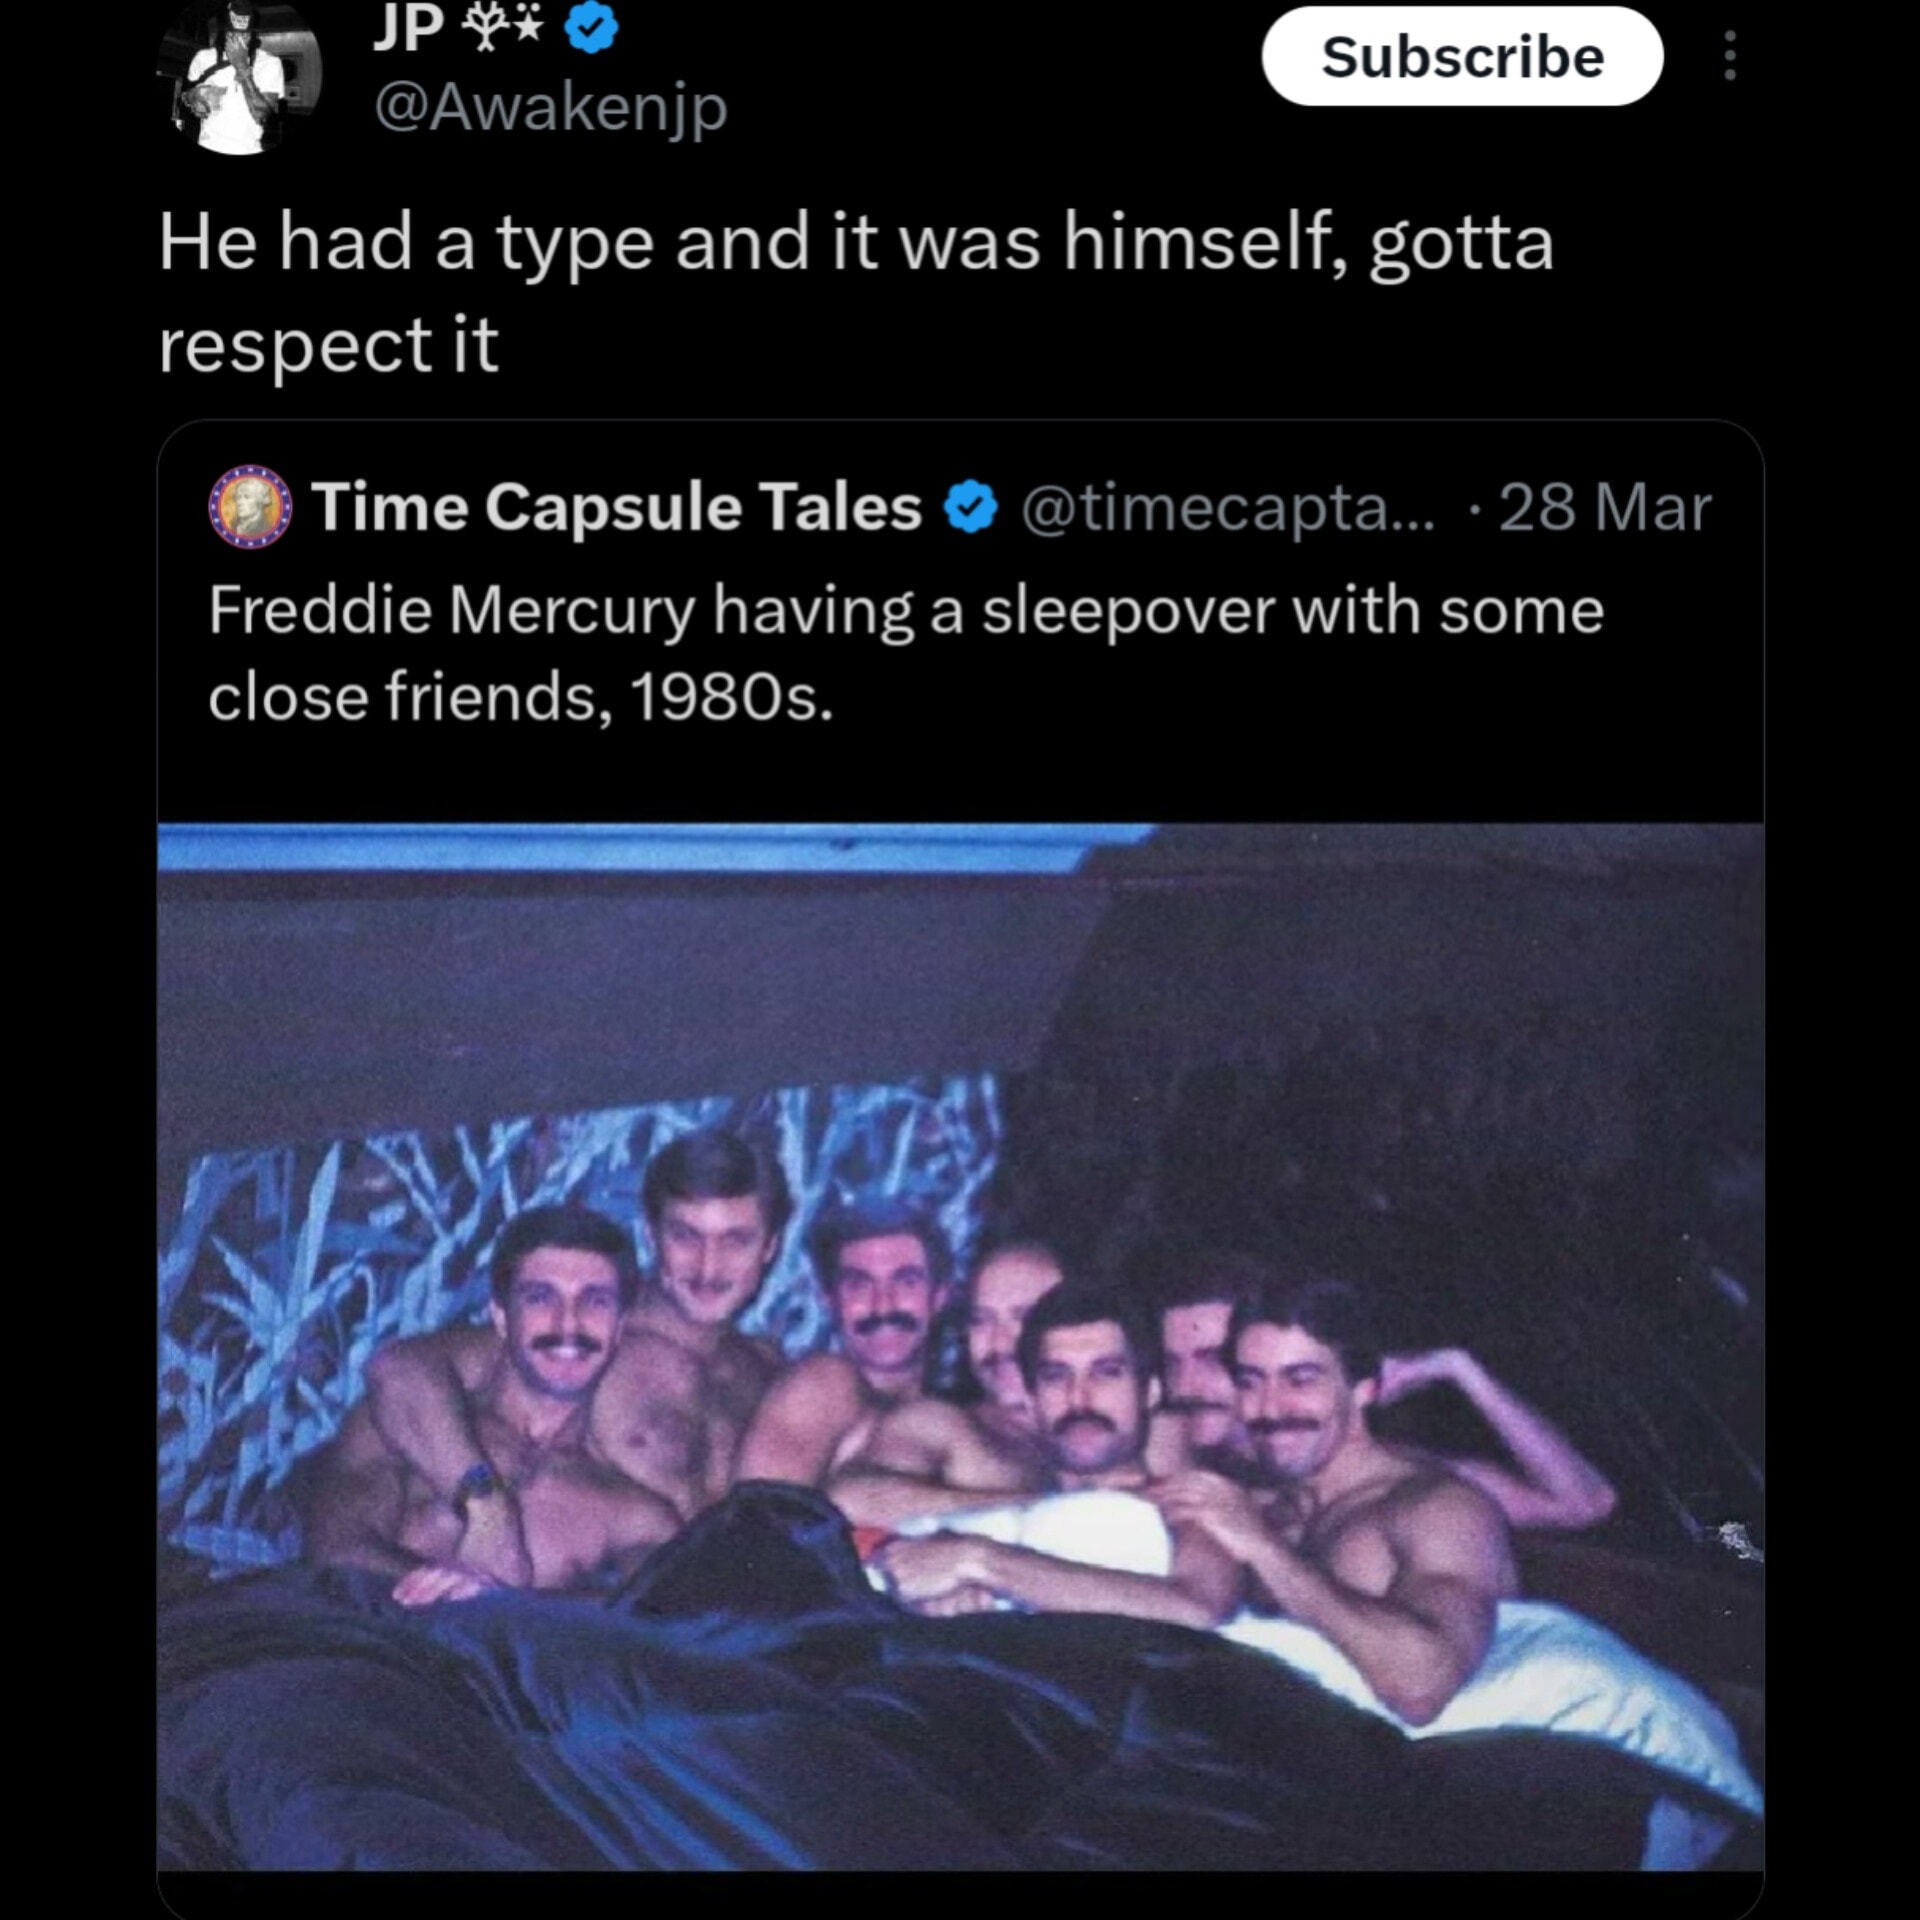 JP
@Awakenjp
Subscribe
He had a type and it was himself, gotta
respect it
Time Capsule Tales @timecapta... · 28 Mar
Freddie Mercury having a sleepover with some
close friends, 1980s.